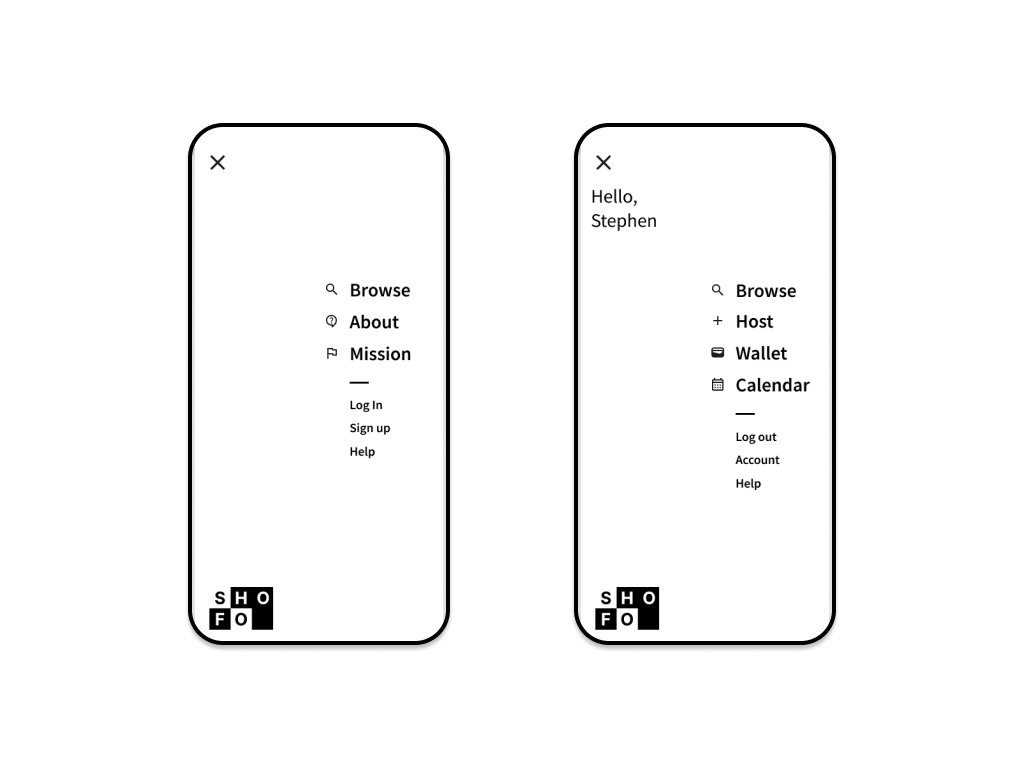 Browse
About
Mission
Log In
Sign up
Help
SHO
FO
Hello,
Stephen
Browse
Host
Wallet
Calendar
Log out
Account
Help
SHO
FO